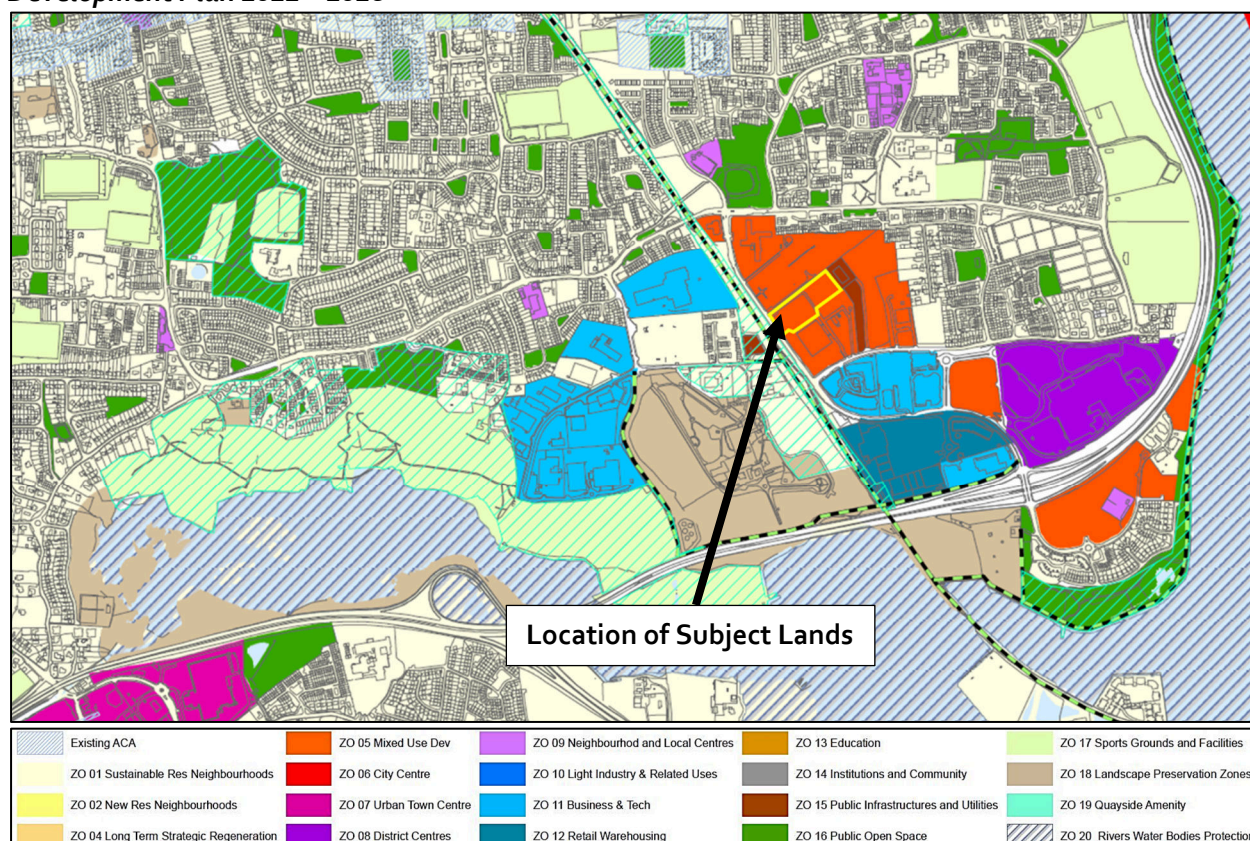 Development Plan 2022 – 2028
Location of Subject Lands
Existing ACA
ZO 01 Sustainable Res Neighbourhoods
ZO 02 New Res Neighbourhoods
ZO 04 Long Term Strategic Regeneration
ZO 05 Mixed Use Dev
ZO 06 City Centre
ZO 07 Urban Town Centre
ZO 08 District Centres
ZO 09 Neighbourhod and Local Centres
ZO 10 Light Industry & Related Uses
ZO 11 Business & Tech
ZO 12 Retail Warehousing
ZO 13 Education
ZO 14 Institutions and Community
ZO 15 Public Infrastructures and Utilities
ZO 16 Public Open Space
ZO 17 Sports Grounds and Facilities
ZO 18 Landscape Preservation Zones
ZO 19 Quayside Amenity
ZO 20 Rivers Water Bodies Protection